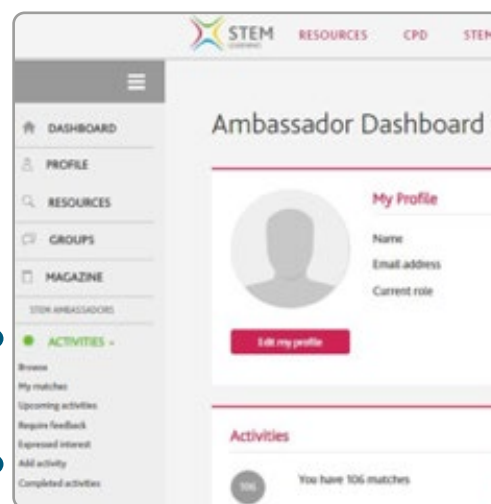 STEM LEARNING RESOURCES CPD STEM
DASHBOARD
PROFILE
RESOURCES
GROUPS
MAGAZINE
STEM AMBASSADORS
ACTIVITIES -
Browse
My matches
Upcoming activities
Require feedback
Expressed interest
Add activity
Completed activities
Ambassador Dashboard
My Profile
Name
Email address
Current role
Edit my profile
Activities
106 You have 106 matches